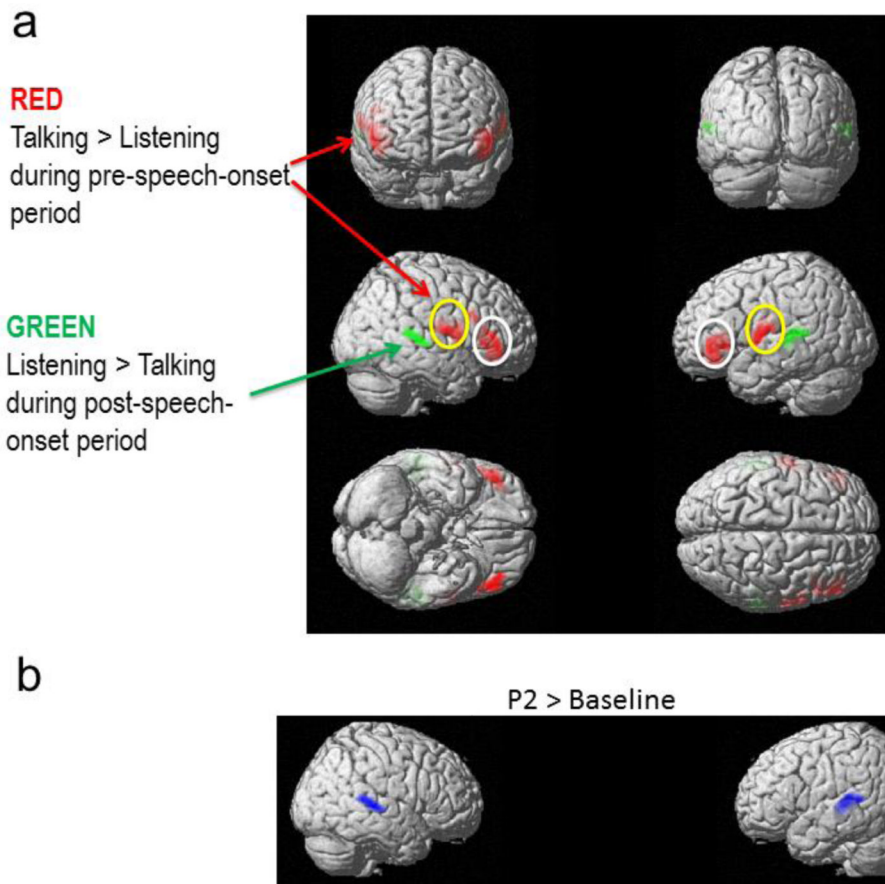 a
RED
Talking > Listening
during pre-speech-onset
period
GREEN
Listening > Talking
during post-speech-
onset period
b
P2 > Baseline